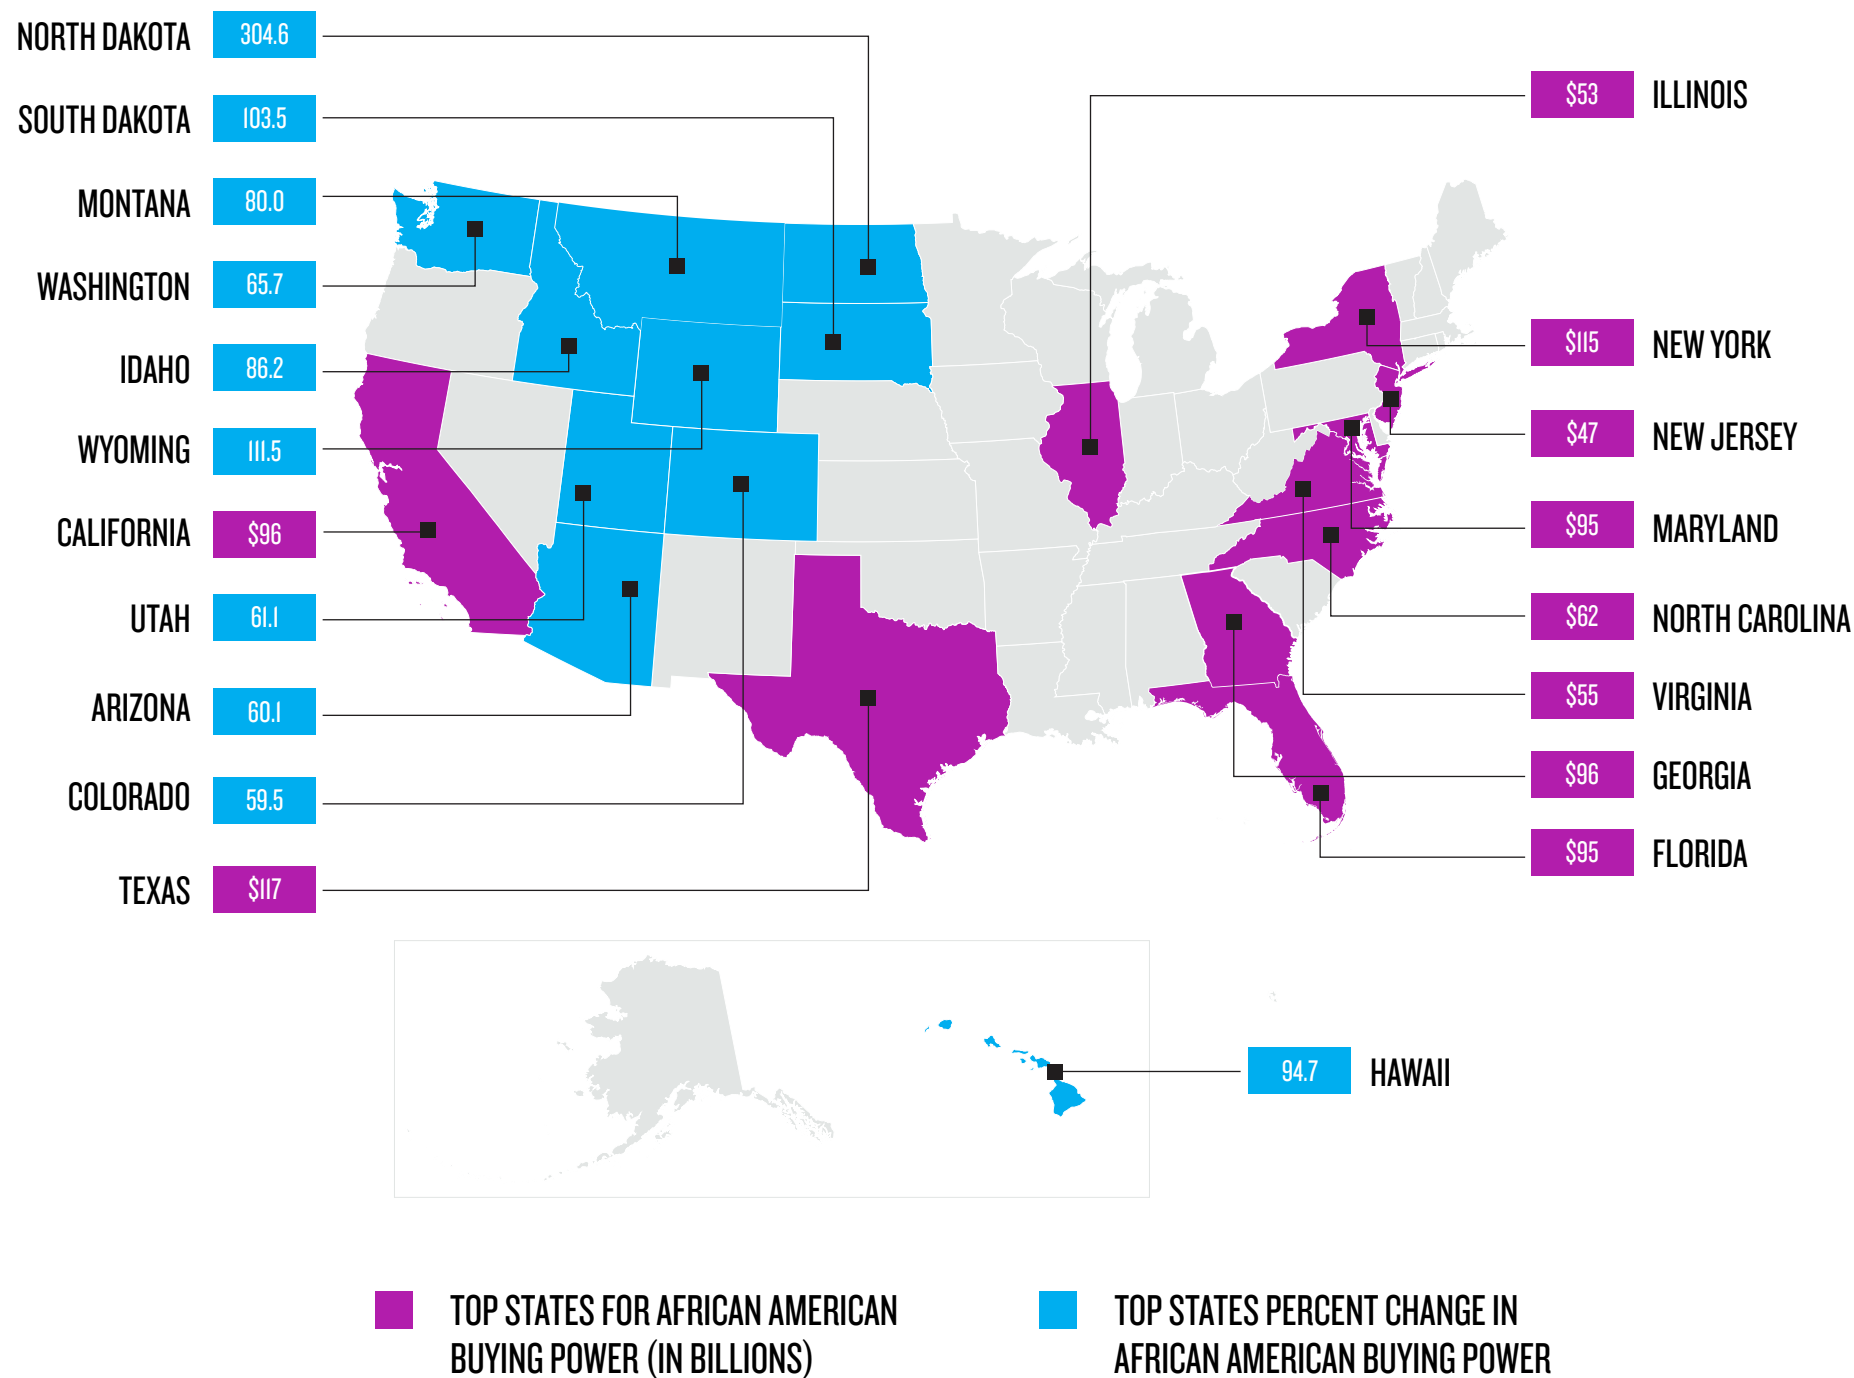 NORTH DAKOTA 304.6
SOUTH DAKOTA 103.5
MONTANA 80.0
WASHINGTON 65.7
IDAHO 86.2
WYOMING 111.5
CALIFORNIA $96
UTAH 61.1
ARIZONA 60.1
COLORADO 59.5
TEXAS $117
$53 ILLINOIS
$115 NEW YORK
$47 NEW JERSEY
$95 MARYLAND
$62 NORTH CAROLINA
$55 VIRGINIA
$96 GEORGIA
$95 FLORIDA
94.7 HAWAII
TOP STATES FOR AFRICAN AMERICAN
BUYING POWER (IN BILLIONS)
TOP STATES PERCENT CHANGE IN
AFRICAN AMERICAN BUYING POWER